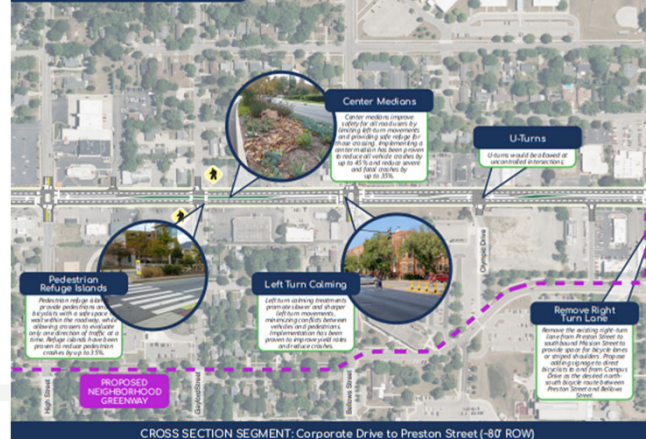 Center Medians
Center medians improve
safety for all road users by
limiting left-turn movements
and providing safe refuge for
those crossing. Implementing a
center median has been proven
to reduce all vehicle crashes by
up to 45% and reduce severe
and fatal crashes by
up to 35%.
U-Turns
U-turns would be allowed at
uncontrolled intersections.
Pedestrian
Refuge Islands
Pedestrian refuge islands
provide pedestrians and
bicyclists with a safe space to
wait within the roadway, while
allowing crossers to evaluate
only one direction of traffic at a
time. Refuge islands have been
proven to reduce pedestrian
crashes by up to 35%.
Left Turn Calming
Left turn calming treatments
promote slower and sharper
left-turn movements,
minimizing conflicts between
vehicles and pedestrians.
Implementation has been
proven to improve yield rates
and reduce crashes.
Olympic Drive
Remove Right
Turn Lane
Remove the existing right-turn
lane from Preston Street to
southbound Mission Street to
provide space for bicycle lanes
or striped shoulders. Propose
adding signage to direct
bicyclists to and from Campus
Drive as the desired north-
south bicycle route between
Preston Street and Bellows
Street.
PROPOSED
NEIGHBORHOOD
GREENWAY
High Street
Gaylord Street
Bellows Street
CROSS SECTION SEGMENT: Corporate Drive to Preston Street (~80' ROW)